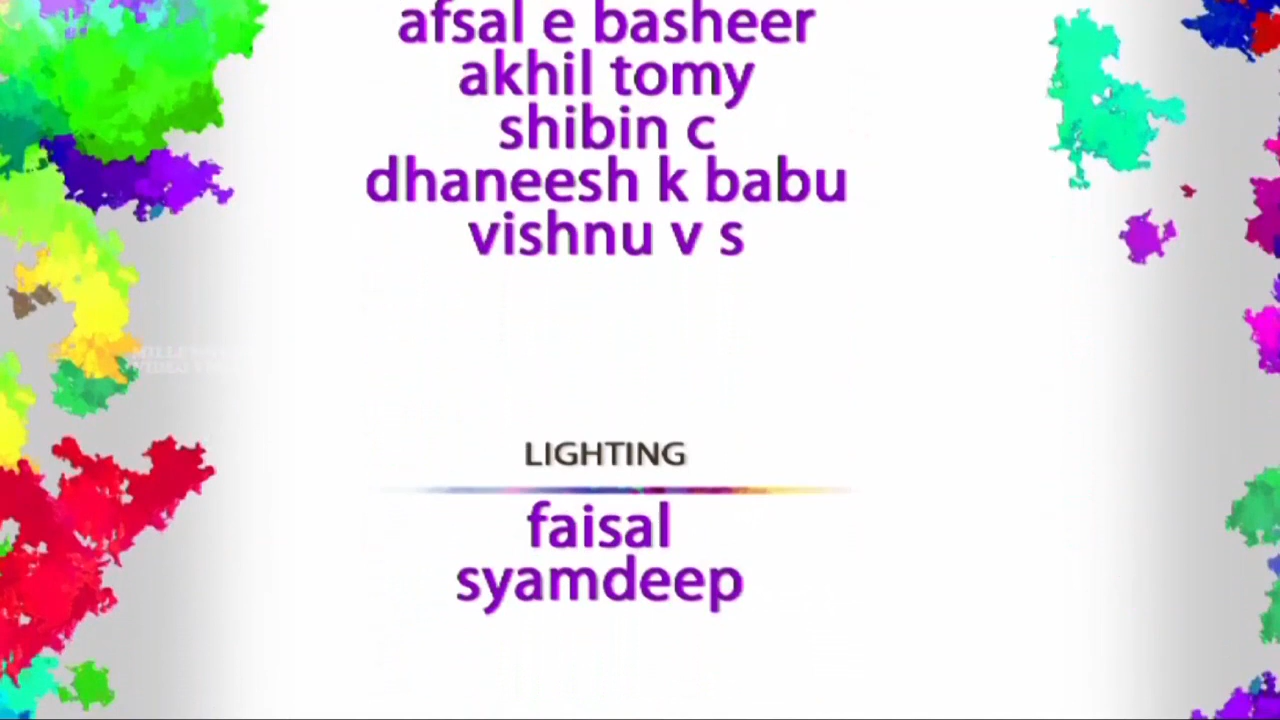 afsal e basheer
akhil tomy
shibin c
dhaneesh k babu
vishnu v s
LIGHTING
faisal
syamdeep